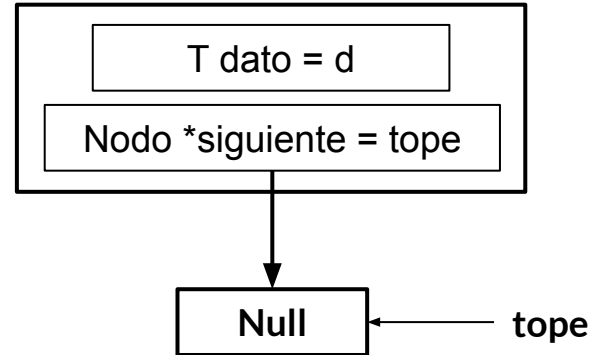 T dato = d
Nodo *siguiente = tope
Null
tope